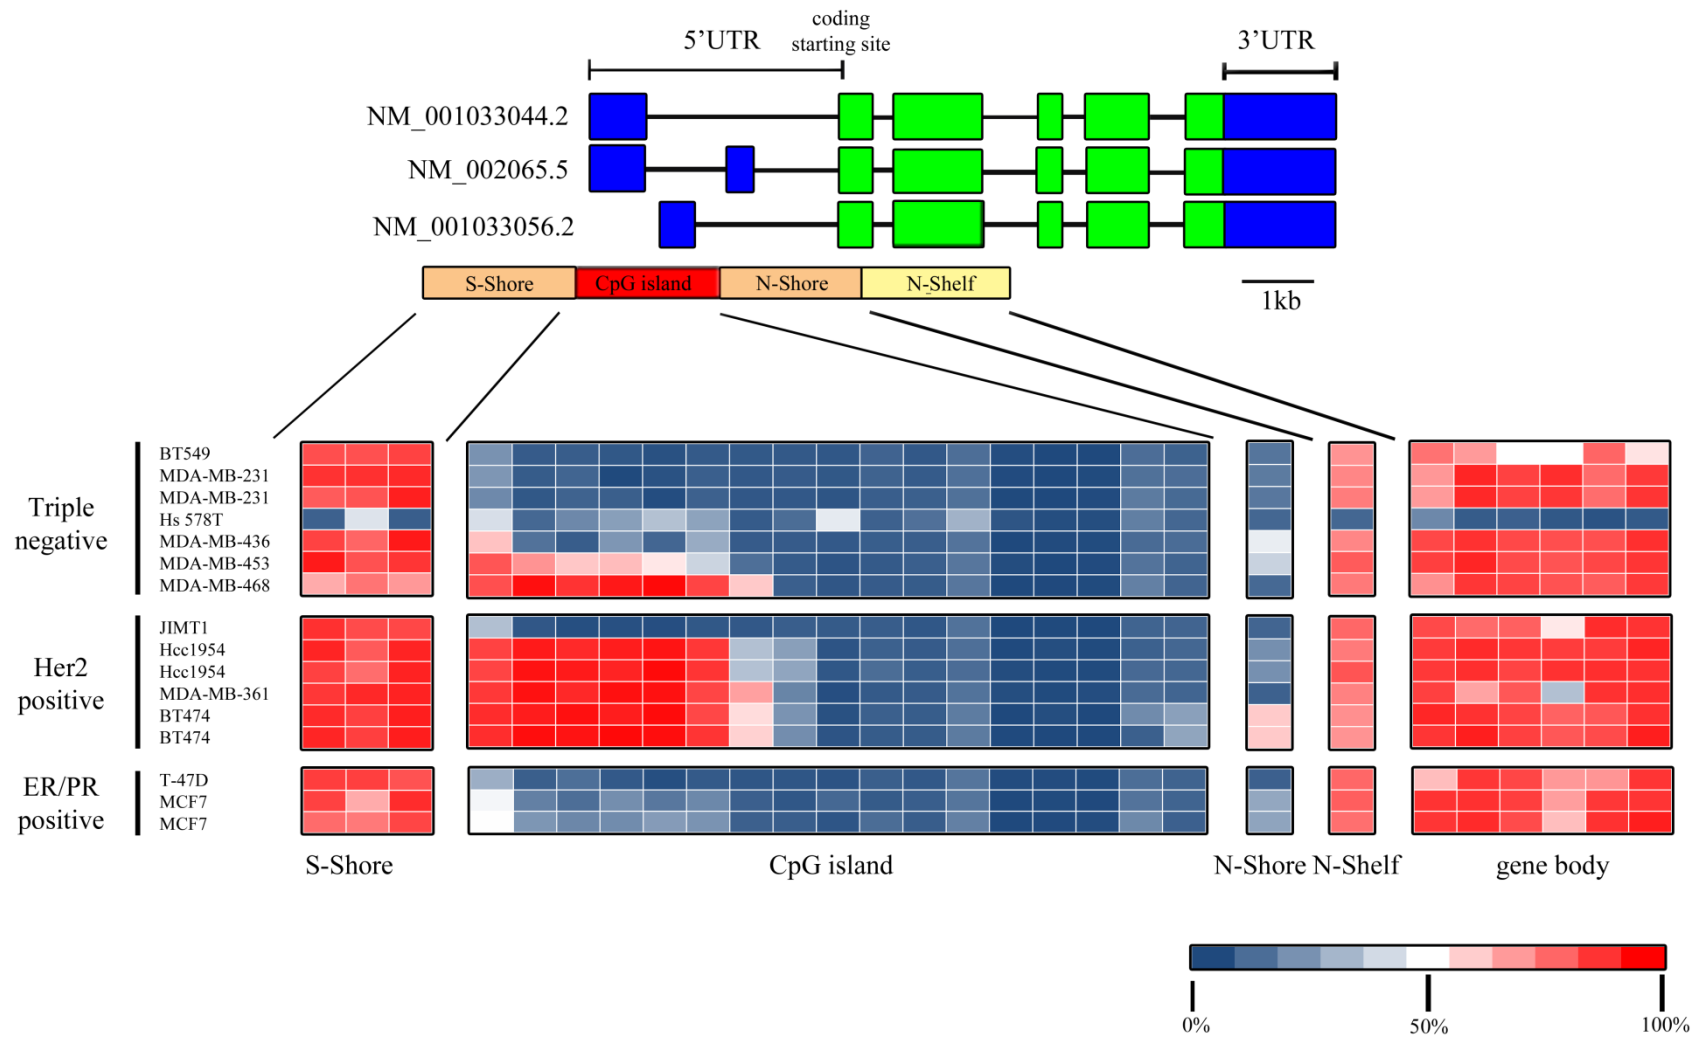 coding
5’UTR starting site 3’UTR
NM_001033044.2
NM_002065.5
NM_001033056.2
S-Shore CpG island N-Shore N-Shelf
1kb
Triple
negative
BT549
MDA-MB-231
MDA-MB-231
Hs 578T
MDA-MB-436
MDA-MB-453
MDA-MB-468
Her2
positive
JIMT1
Hcc1954
Hcc1954
MDA-MB-361
BT474
BT474
ER/PR
positive
T-47D
MCF7
MCF7
S-Shore CpG island N-Shore N-Shelf gene body
0% 50% 100%